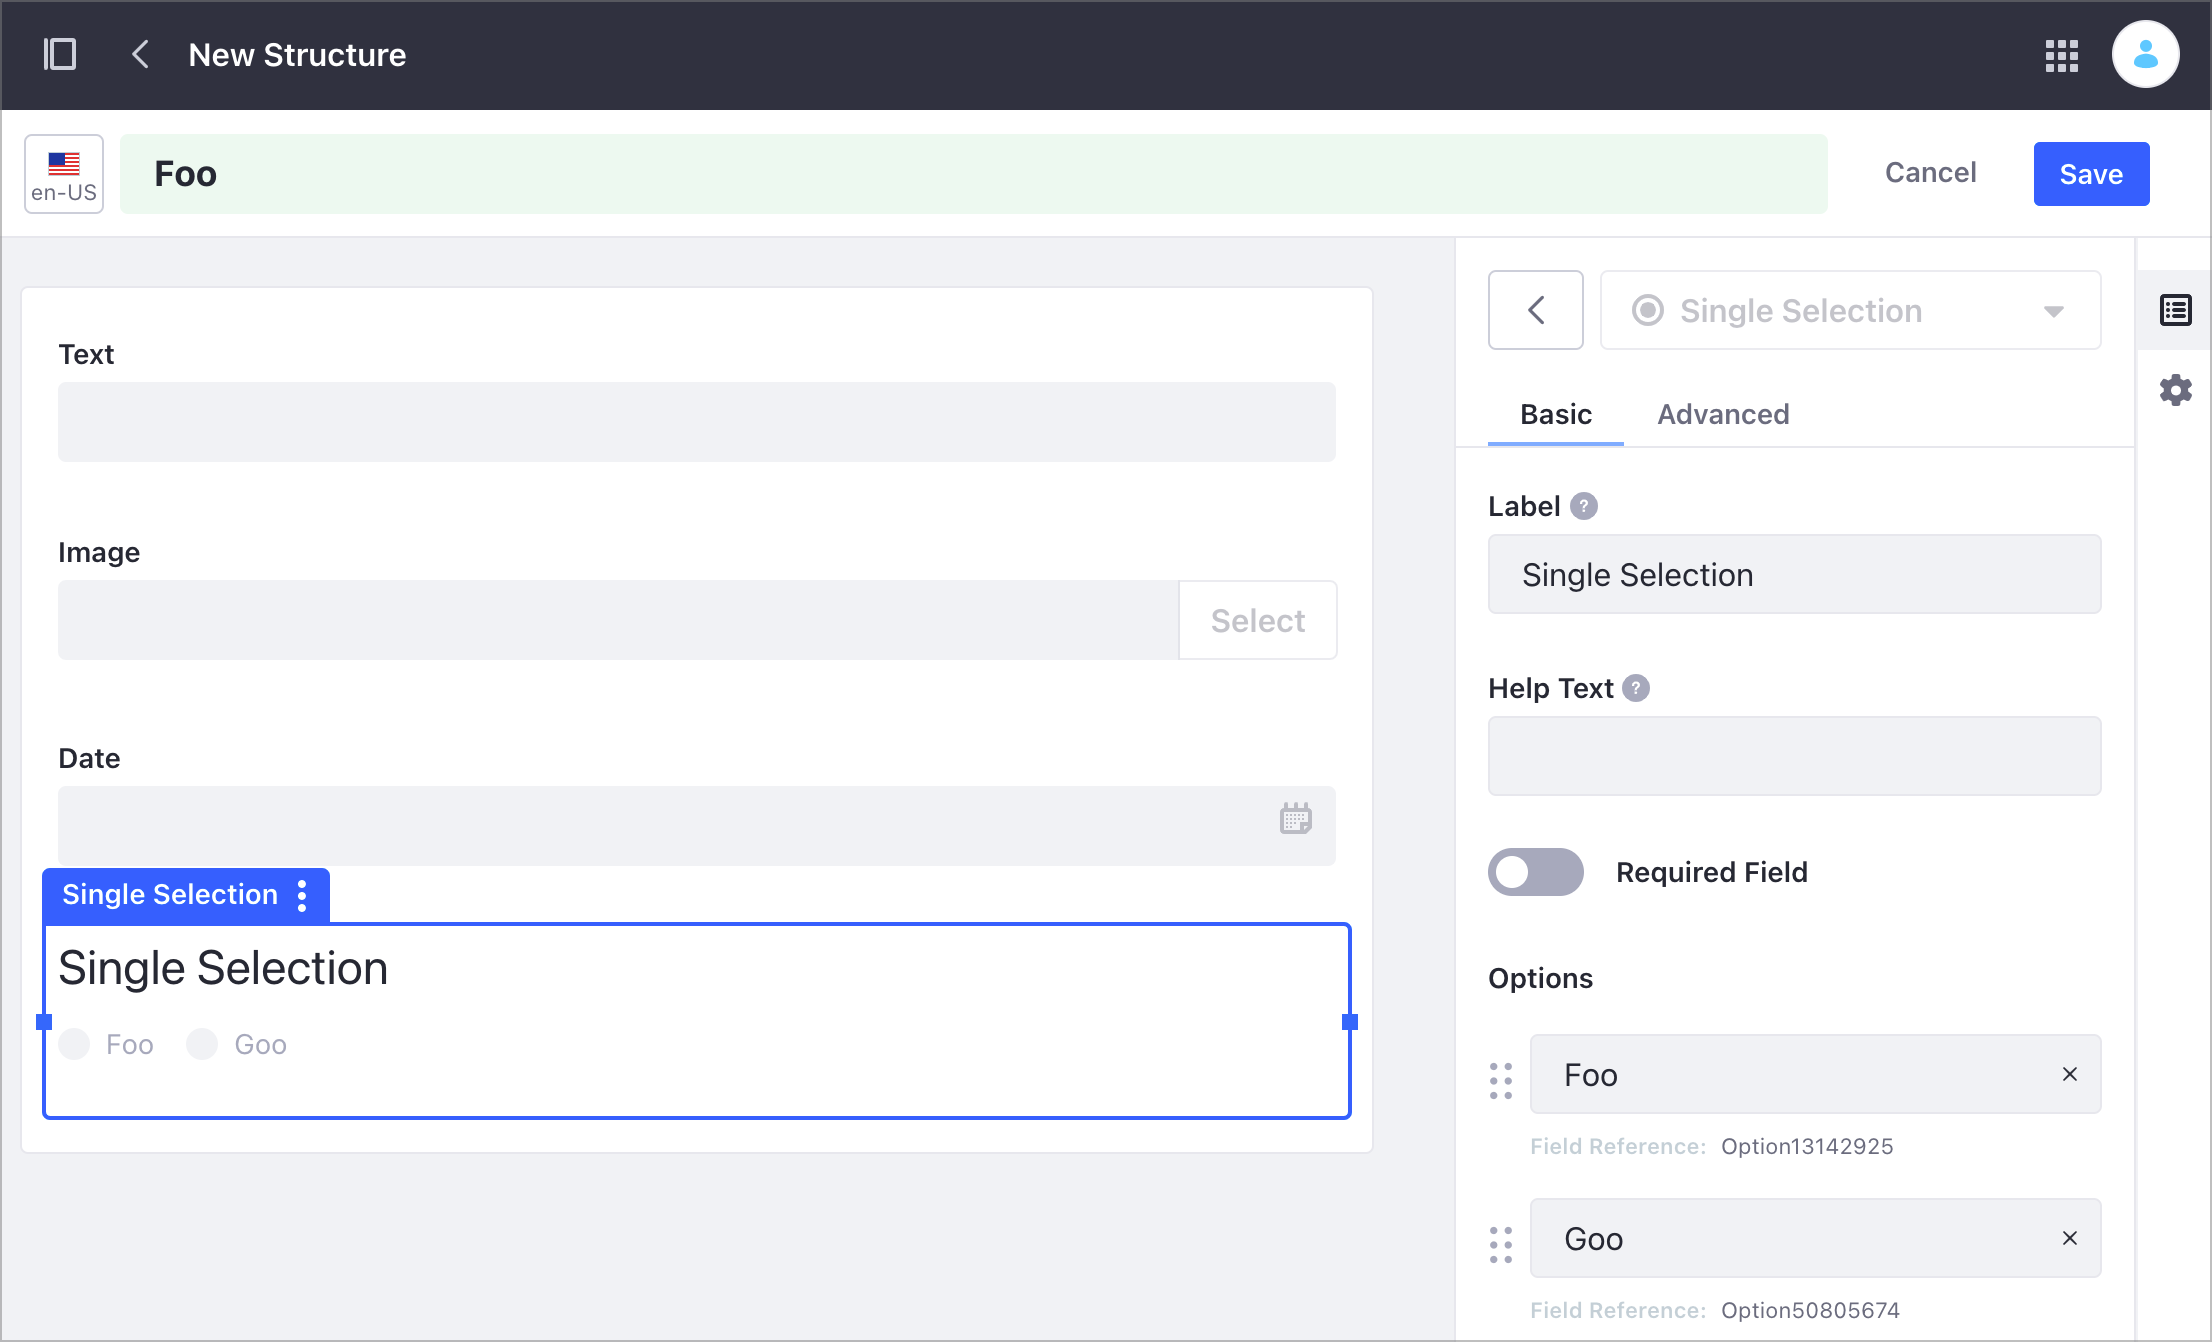 New Structure
en-US
Foo
Cancel
Save
Text
Image
Select
Date
Single Selection
Single Selection
Foo
Goo
Single Selection
Basic
Advanced
Label ?
Single Selection
Help Text ?
Required Field
Options
Foo
Field Reference: Option13142925
Goo
Field Reference: Option50805674